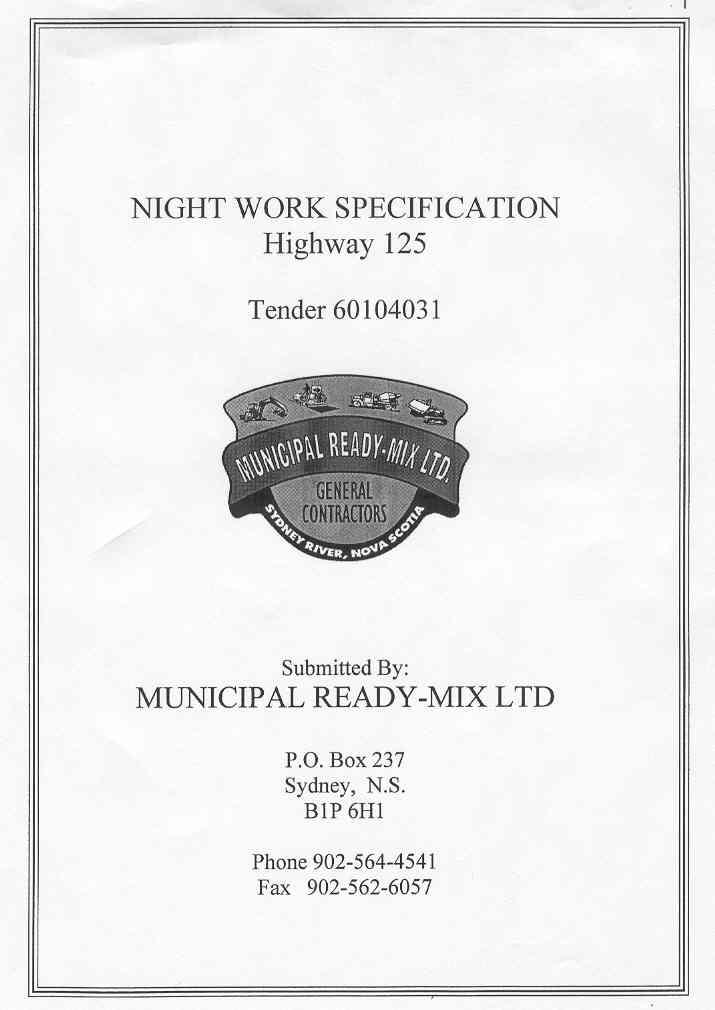 NIGHT WORK SPECIFICATION
Highway 125
Tender 60104031
MUNICIPAL READY-MIX LTD.
GENERAL
CONTRACTORS
SYDNEY RIVER, NOVA SCOTIA
Submitted By:
MUNICIPAL READY-MIX LTD
P.O. Box 237
Sydney, N.S.
B1P 6H1
Phone 902-564-4541
Fax 902-562-6057